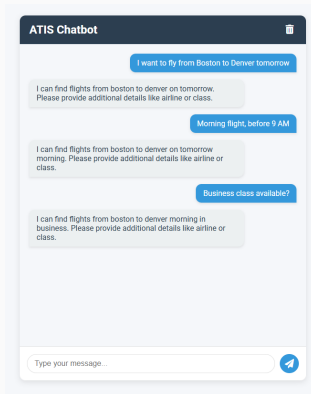 ATIS Chatbot
I want to fly from Boston to Denver tomorrow
I can find flights from boston to denver on tomorrow.
Please provide additional details like airline or class.
Morning flight, before 9 AM
I can find flights from boston to denver on tomorrow
morning. Please provide additional details like airline or
class.
Business class available?
I can find flights from boston to denver morning in
business. Please provide additional details like airline or
class.
Type your message...